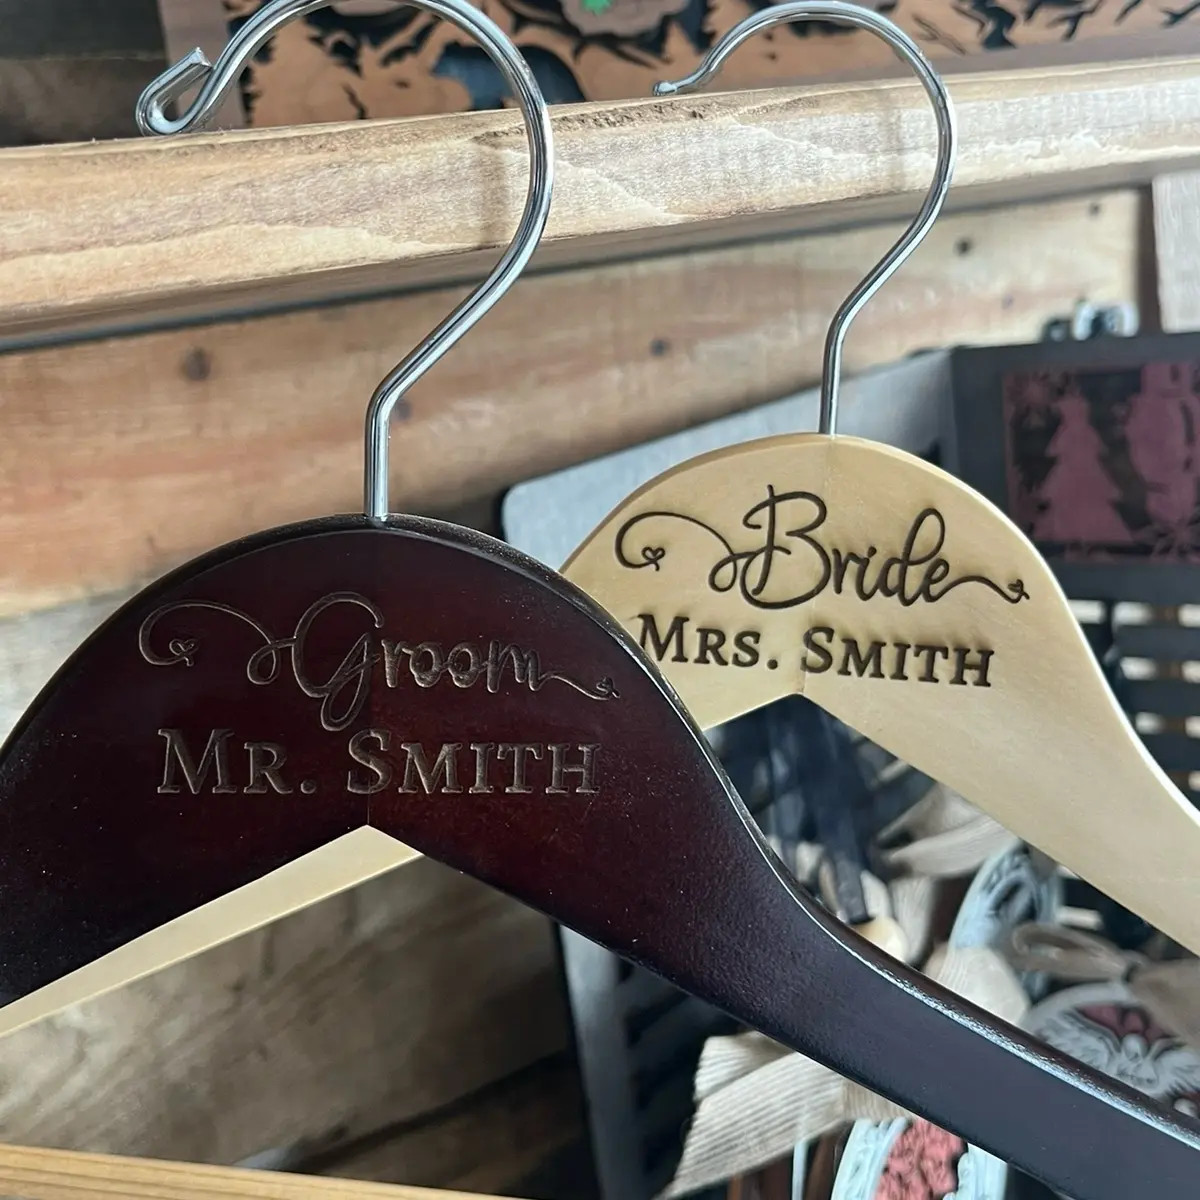 Groom
Mr. Smith
Bride
Mrs. Smith